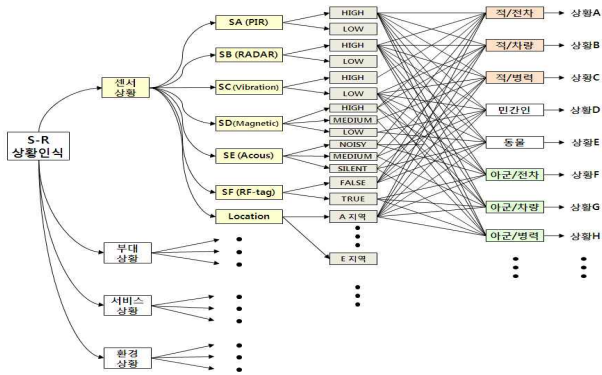 S-R
상황인식
센서
상황
부대
상황
서비스
상황
환경
상황
SA (PIR)
SB (RADAR)
SC(Vibration)
SD(Magnetic)
SE (Acous)
SF (RF-tag)
Location
HIGH
LOW
HIGH
LOW
HIGH
LOW
HIGH
MEDIUM
LOW
NOISY
MEDIUM
SILENT
FALSE
TRUE
A 지역
E 지역
적/전차
적/차량
적/병력
민간인
동물
아군/전차
아군/차량
아군/병력
상황A
상황B
상황C
상황D
상황E
상황F
상황G
상황H